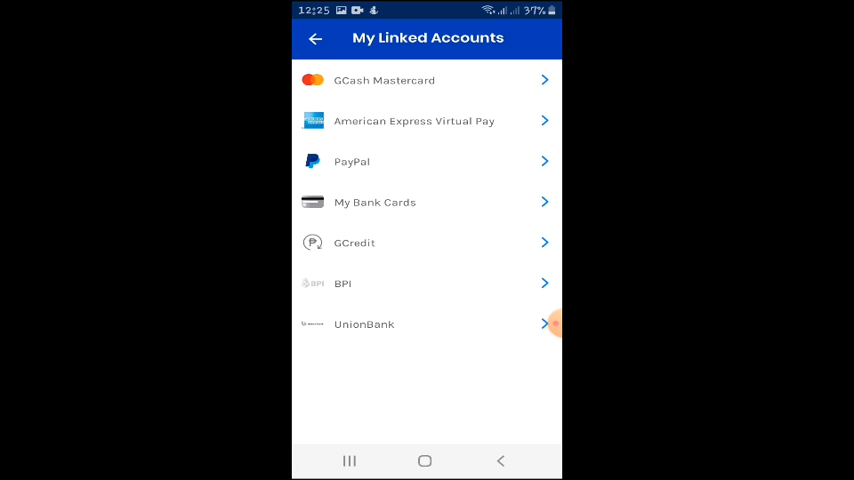 12:25 37%
My Linked Accounts
GCash Mastercard
American Express Virtual Pay
PayPal
My Bank Cards
GCredit
BPI BPI
UnionBank